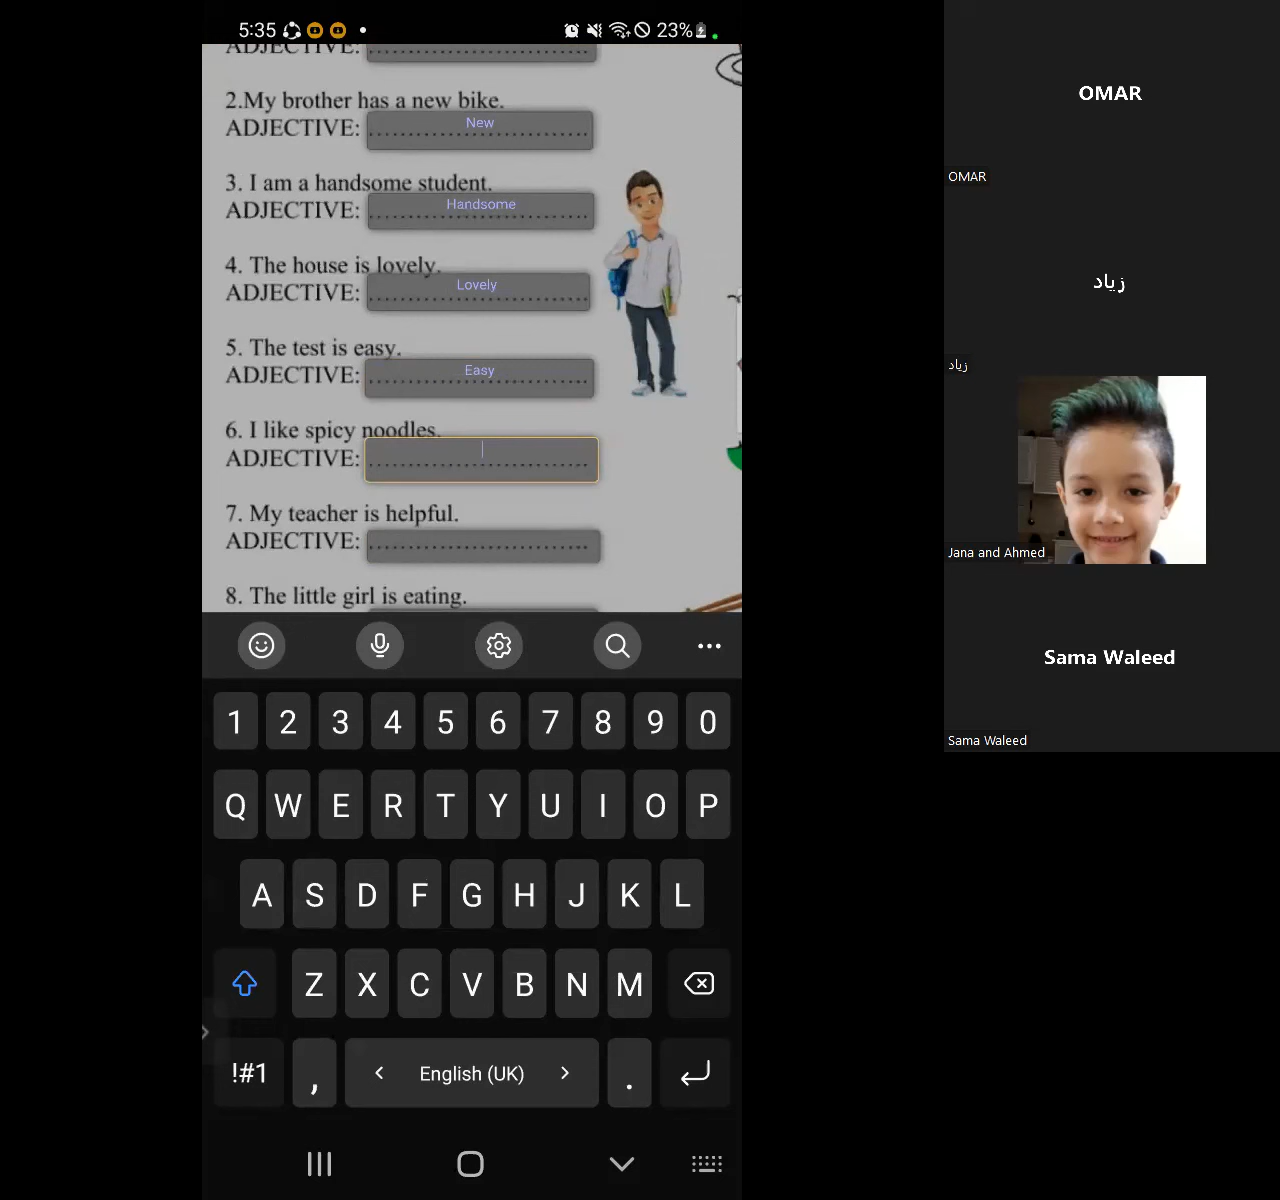 5:35
23%
ADJECTIVE:
2.My brother has a new bike.
ADJECTIVE: New
3. I am a handsome student.
ADJECTIVE: Handsome
4. The house is lovely.
ADJECTIVE: Lovely
5. The test is easy.
ADJECTIVE: Easy
6. I like spicy noodles.
ADJECTIVE:
7. My teacher is helpful.
ADJECTIVE:
8. The little girl is eating.
1 2 3 4 5 6 7 8 9 0
Q W E R T Y U I O P
A S D F G H J K L
Z X C V B N M
!#1 , < English (UK) > .
OMAR
OMAR
زياد
زياد
Jana and Ahmed
Sama Waleed
Sama Waleed